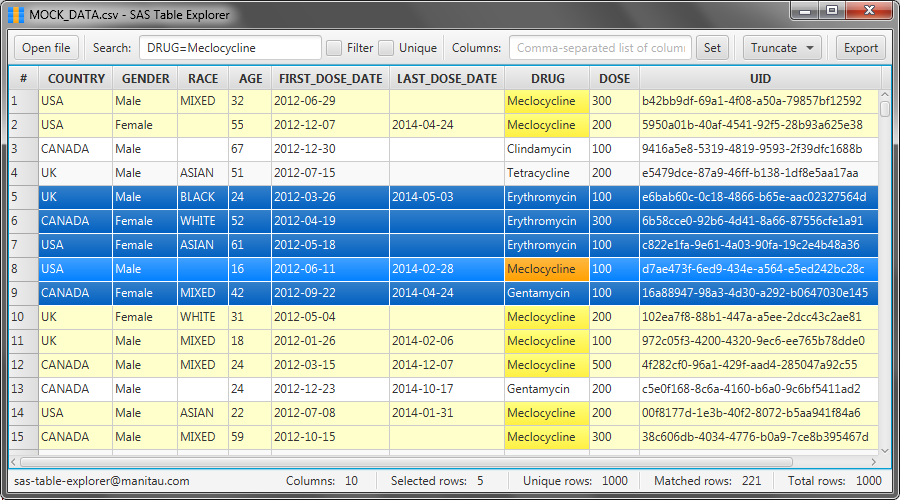 MOCK_DATA.csv - SAS Table Explorer
Open file Search: DRUG=Meclocycline Filter Unique Columns: Comma-separated list of column Set Truncate Export
# COUNTRY GENDER RACE AGE FIRST_DOSE_DATE LAST_DOSE_DATE DRUG DOSE UID
1 USA Male MIXED 32 2012-06-29 Meclocycline 300 b42bb9df-69a1-4f08-a50a-79857bf12592
2 USA Female 55 2012-12-07 2014-04-24 Meclocycline 200 5950a01b-40af-4541-92f5-28b93a625e38
3 CANADA Male 67 2012-12-30 Clindamycin 100 9416a5e8-5319-4819-9593-2f39dfc1688b
4 UK Male ASIAN 51 2012-07-15 Tetracycline 200 e5479dce-87a9-46ff-b138-1df8e5aa17aa
5 UK Male BLACK 24 2012-03-26 2014-05-03 Erythromycin 100 e6bab60c-0c18-4866-b65e-aac02327564d
6 CANADA Female WHITE 52 2012-04-19 Erythromycin 300 6b58cce0-92b6-4d41-8a66-87556cfe1a91
7 USA Female ASIAN 61 2012-05-18 Erythromycin 100 c822e1fa-9e61-4a03-90fa-19c2e4b48a36
8 USA Male 16 2012-06-11 2014-02-28 Meclocycline 100 d7ae473f-6ed9-434e-a564-e5ed242bc28c
9 CANADA Female MIXED 42 2012-09-22 2014-04-24 Gentamycin 100 16a88947-98a3-4d30-a292-b0647030e145
10 UK Female WHITE 31 2012-05-04 Meclocycline 200 102ea7f8-88b1-447a-a5ee-2dcc43c2ae81
11 UK Male MIXED 18 2012-01-26 2014-02-06 Meclocycline 100 972c05f3-4200-4320-9ec6-ee765b78dde0
12 CANADA Male MIXED 24 2012-03-15 2014-12-07 Meclocycline 500 4f282cf0-96a1-429f-aad4-285047a92c55
13 CANADA Male 24 2012-12-23 2014-10-17 Gentamycin 200 c5e0f168-8c6a-4160-b6a0-9c6bf5411ad2
14 USA Male ASIAN 22 2012-07-08 2014-01-31 Meclocycline 200 00f8177d-1e3b-40f2-8072-b5aa941f84a6
15 CANADA Male MIXED 59 2012-10-15 Meclocycline 300 38c606db-4034-4776-b0a9-7ce8b395467d
sas-table-explorer@manitau.com Columns: 10 Selected rows: 5 Unique rows: 1000 Matched rows: 221 Total rows: 1000